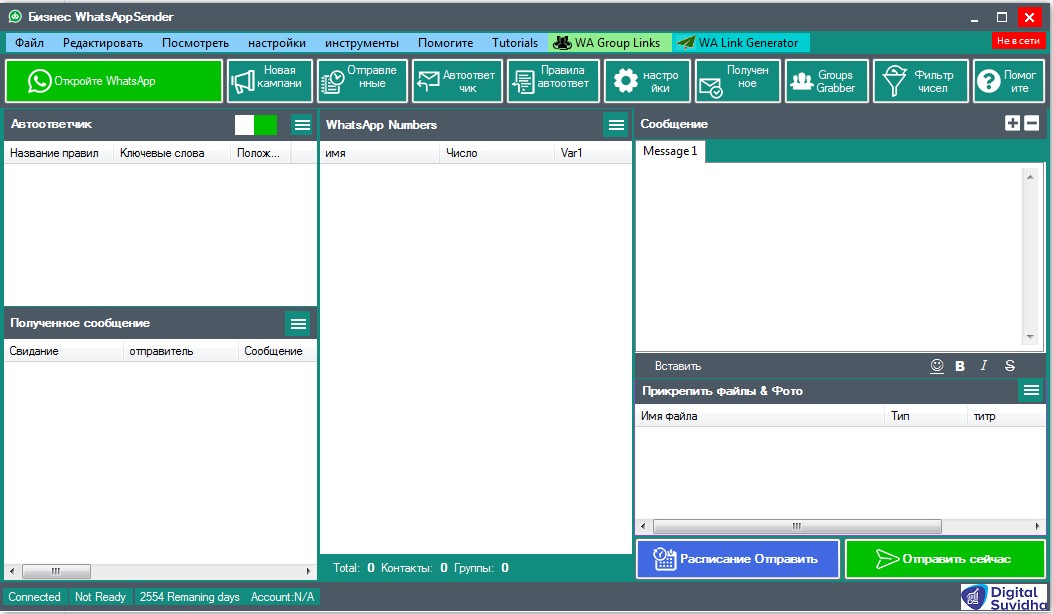 Бизнес WhatsAppSender
Файл Редактировать Посмотреть настройки инструменты Помогите Tutorials WA Group Links WA Link Generator Не в сети
Откройте WhatsApp
Новая
кампани
Отправле
нные
Автоответ
чик
Правила
автоответ
настро
йки
Получен
ное
Groups
Grabber
Фильтр
чисел
Помог
ите
Автоответчик
Название правил Ключевые слова Полож...
Полученное сообщение
Свидание отправитель Сообщение
WhatsApp Numbers
имя Число Var1
Total: 0 Контакты: 0 Группы: 0
Сообщение
Message 1
Вставить B I S
Прикрепить файлы & Фото
Имя файла Тип титр
Расписание Отправить
Отправить сейчас
Connected Not Ready 2554 Remaning days Account:N/A
Digital
Suvidha